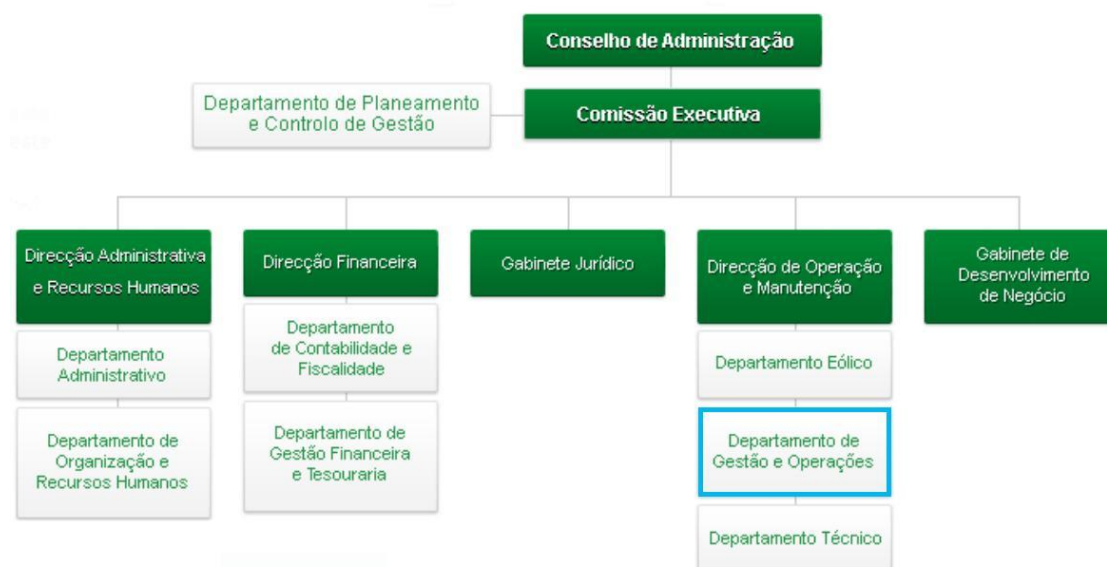 Conselho de Administração
Departamento de Planeamento
e Controlo de Gestão
Comissão Executiva
Direcção Administrativa
e Recursos Humanos
Direcção Financeira
Gabinete Jurídico
Direcção de Operação
e Manutenção
Gabinete de
Desenvolvimento
de Negócio
Departamento
Administrativo
Departamento
de Contabilidade e
Fiscalidade
Departamento Eólico
Departamento de
Organização e
Recursos Humanos
Departamento de
Gestão Financeira
e Tesouraria
Departamento de
Gestão e Operações
Departamento Técnico